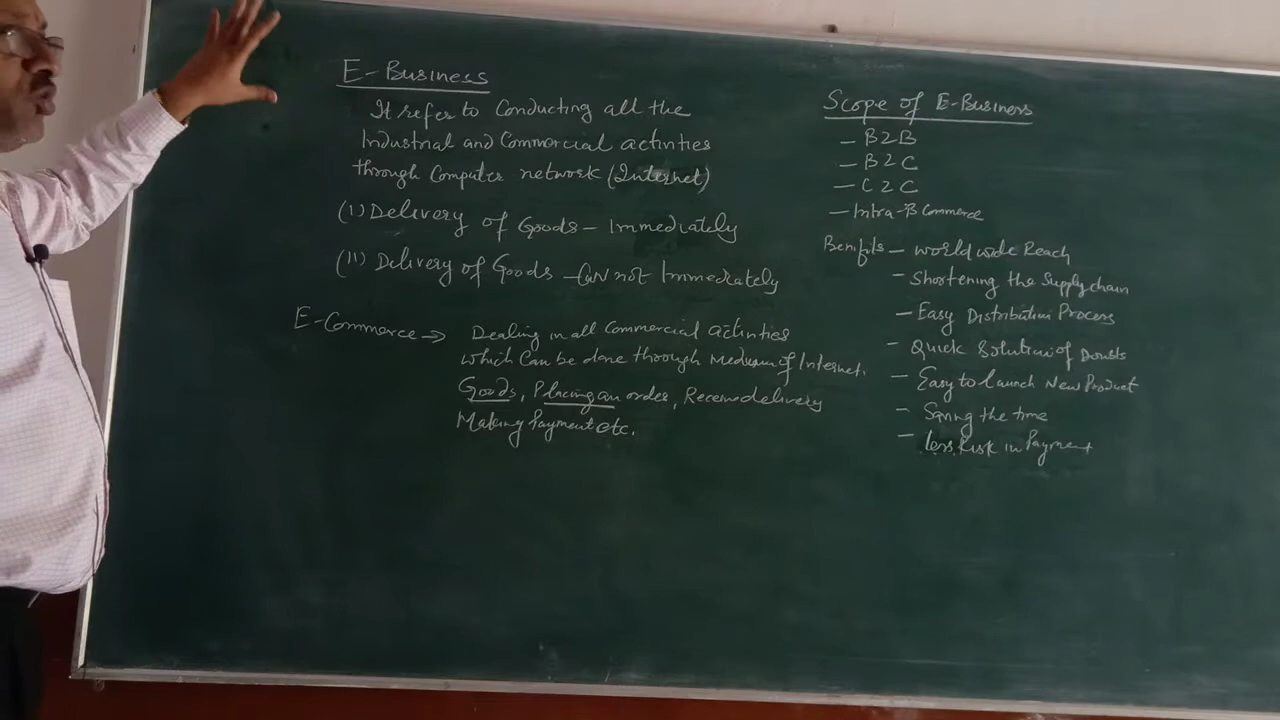 E-Business
It refer to Conducting all the
Industrial and Commercial activities
through Computer network (Internet)
(I) Delivery of Goods - Immediately
(II) Delivery of Goods - Can not Immediately
E-Commerce → Dealing in all Commercial activities
which Can be done through Medium of Internet.
Goods, Placing an order, Receive delivery
Making Payment etc.
Scope of E-Business
- B2B
- B2C
- C2C
- Intra-B Commerce
Benifits - world wide Reach
- Shortening the Supply chain
- Easy Distribution Process
- Quick Solution of Doubts
- Easy to launch New Product
- Saving the time
- less Risk in Payment